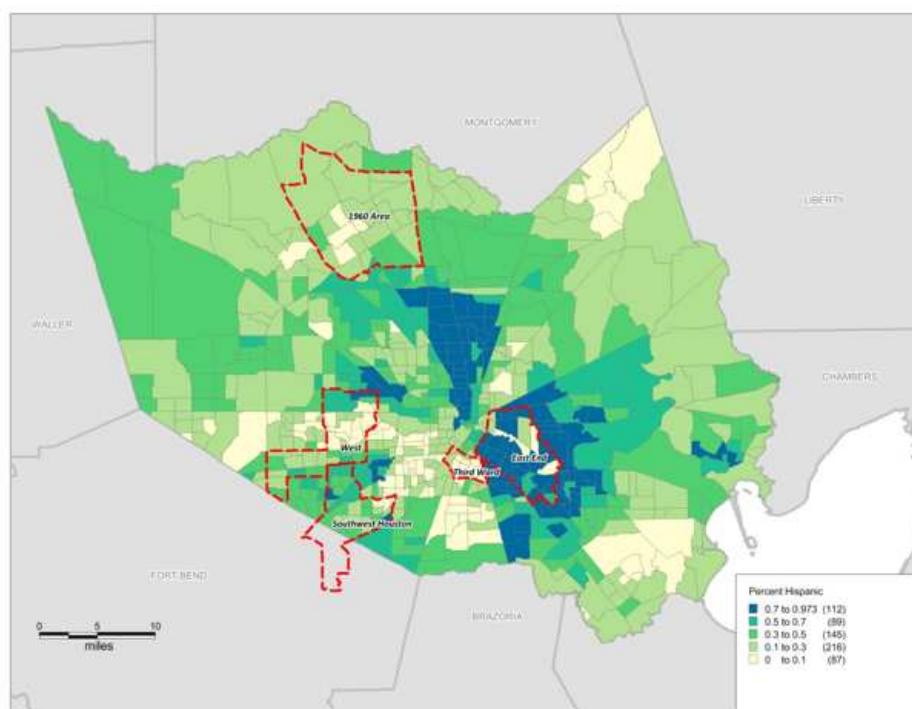 MONTGOMERY
LIBERTY
1960 Area
WALLER
CHAMBERS
West
East End
Third Ward
Southwest Houston
FORT BEND
BRAZORIA
0 5 10
miles
Percent Hispanic
0.7 to 0.973 (112)
0.5 to 0.7 (89)
0.3 to 0.5 (145)
0.1 to 0.3 (216)
0 to 0.1 (87)